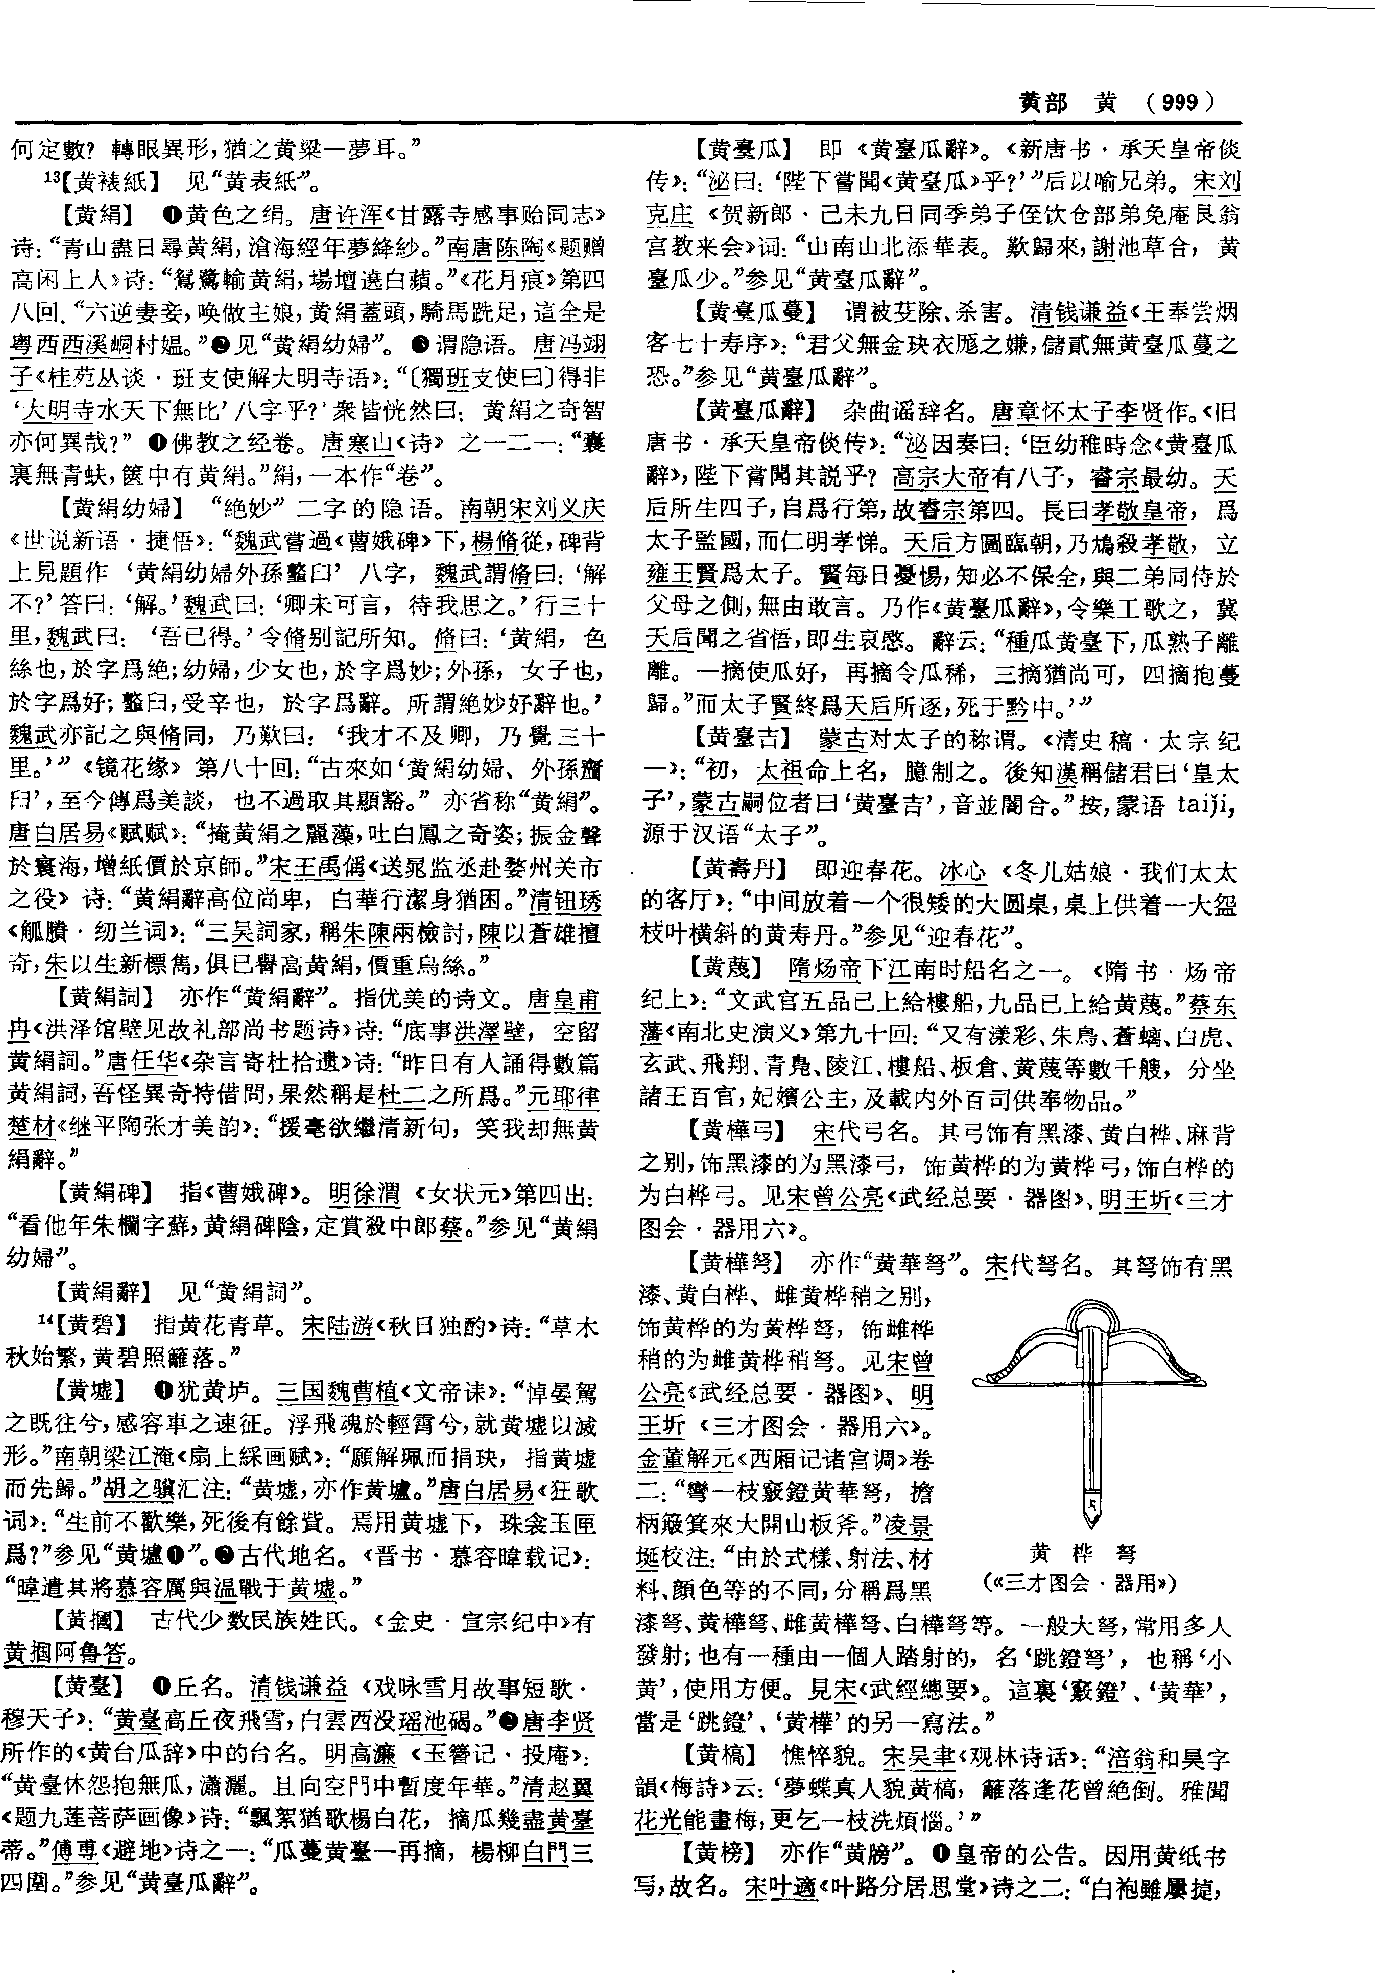 黄部 黄 （999）
何定數？轉眼異形，猶之黄粱一夢耳。”
¹³【黄裱紙】 见“黄表紙”。
【黄絹】 ❶黄色之绢。唐许浑《甘露寺感事贻同志》
诗：“青山盡日尋黄絹，滄海經年夢絳紗。”南唐陈陶《题赠
高闲上人》诗：“鴛鷺輸黄絹，場壇遶白蘋。”《花月痕》第四
八回：“六逆妻妾，唤做主娘，黄絹蓋頭，騎馬跣足，這全是
粤西西溪峒村媪。”❷见“黄絹幼婦”。❸谓隐语。唐冯翊
子《桂苑丛谈·班支使解大明寺语》：“〔獨班支使曰〕得非
‘大明寺水天下無比’八字乎？’衆皆恍然曰：黄絹之奇智
亦何異哉？” ❹佛教之经卷。唐寒山《诗》之一二一：“囊
裏無青蚨，篋中有黄絹。”絹，一本作“卷”。
【黄絹幼婦】 “绝妙”二字的隐语。南朝宋刘义庆
《世说新语·捷悟》：“魏武嘗過《曹娥碑》下，楊脩從，碑背
上見題作‘黄絹幼婦外孫齏臼’八字，魏武謂脩曰：‘解
不？’答曰：‘解。’魏武曰：‘卿未可言，待我思之。’行三十
里，魏武曰：‘吾已得。’令脩别記所知。脩曰：‘黄絹，色
絲也，於字爲絶；幼婦，少女也，於字爲妙；外孫，女子也，
於字爲好；齏臼，受辛也，於字爲辭。所謂絶妙好辭也。’
魏武亦記之與脩同，乃歎曰：‘我才不及卿，乃覺三十
里。’”《镜花缘》第八十回：“古來如‘黄絹幼婦、外孫齏
臼’，至今傳爲美談，也不過取其顯豁。”亦省称“黄絹”。
唐白居易《赋赋》：“掩黄絹之麗藻，吐白鳳之奇姿；振金聲
於寰海，增紙價於京師。”宋王禹偁《送晁监丞赴婺州关市
之役》诗：“黄絹辭高位尚卑，白華行潔身猶困。”清钮琇
《觚賸·纫兰词》：“三吴詞家，稱朱陳兩檢討，陳以蒼雄擅
奇，朱以生新標雋，俱已譽高黄絹，價重烏絲。”
【黄絹詞】 亦作“黄絹辭”。指优美的诗文。唐皇甫
冉《洪泽馆壁见故礼部尚书题诗》诗：“底事洪澤壁，空留
黄絹詞。”唐任华《杂言寄杜拾遗》诗：“昨日有人誦得數篇
黄絹詞，吾怪異奇特借問，果然稱是杜二之所爲。”元耶律
楚材《继平陶张才美韵》：“援毫欲繼清新句，笑我却無黄
絹辭。”
【黄絹碑】 指《曹娥碑》。明徐渭《女状元》第四出：
“看他年朱欄字蘚，黄絹碑陰，定賞殺中郎蔡。”参见“黄絹
幼婦”。
【黄絹辭】 见“黄絹詞”。
¹⁴【黄碧】 指黄花青草。宋陆游《秋日独酌》诗：“草木
秋始繁，黄碧照籬落。”
【黄墟】 ❶犹黄垆。三国魏曹植《文帝诔》：“悼晏駕
之既往兮，感容車之速征。浮飛魂於輕霄兮，就黄墟以滅
形。”南朝梁江淹《扇上綵画赋》：“願解珮而捐玦，指黄墟
而先歸。”胡之骥汇注：“黄墟，亦作黄壚。”唐白居易《狂歌
词》：“生前不歡樂，死後有餘貲。焉用黄墟下，珠衾玉匣
爲？”参见“黄壚❶”。❷古代地名。《晋书·慕容暐载记》：
“暐遣其將慕容厲與温戰于黄墟。”
【黄摑】 古代少数民族姓氏。《金史·宣宗纪中》有
黄掴阿鲁答。
【黄臺】 ❶丘名。清钱谦益《戏咏雪月故事短歌·
穆天子》：“黄臺高丘夜飛雪，白雲西没瑶池碣。”❷唐李贤
所作的《黄台瓜辞》中的台名。明高濂《玉簪记·投庵》：
“黄臺休怨抱無瓜，瀟灑。且向空門中暫度年華。”清赵翼
《题九莲菩萨画像》诗：“飄絮猶歌楊白花，摘瓜幾盡黄臺
蒂。”傅尃《避地》诗之一：“瓜蔓黄臺一再摘，楊柳白門三
四圍。”参见“黄臺瓜辭”。
【黄臺瓜】 即《黄臺瓜辭》。《新唐书·承天皇帝倓
传》：“泌曰：‘陛下嘗聞《黄臺瓜》乎？’”后以喻兄弟。宋刘
克庄《贺新郎·己未九日同季弟子侄饮仓部弟免庵艮翁
宫教来会》词：“山南山北添華表。歎歸來，謝池草合，黄
臺瓜少。”参见“黄臺瓜辭”。
【黄臺瓜蔓】 谓被芟除、杀害。清钱谦益《王奉尝烟
客七十寿序》：“君父無金玦衣尨之嫌，儲貳無黄臺瓜蔓之
恐。”参见“黄臺瓜辭”。
【黄臺瓜辭】 杂曲谣辞名。唐章怀太子李贤作。《旧
唐书·承天皇帝倓传》：“泌因奏曰：‘臣幼稚時念《黄臺瓜
辭》，陛下嘗聞其説乎？高宗大帝有八子，睿宗最幼。天
后所生四子，自爲行第，故睿宗第四。長曰孝敬皇帝，爲
太子監國，而仁明孝悌。天后方圖臨朝，乃鴆殺孝敬，立
雍王賢爲太子。賢每日憂惕，知必不保全，與二弟同侍於
父母之側，無由敢言。乃作《黄臺瓜辭》，令樂工歌之，冀
天后聞之省悟，即生哀愍。辭云：“種瓜黄臺下，瓜熟子離
離。一摘使瓜好，再摘令瓜稀，三摘猶尚可，四摘抱蔓
歸。”而太子賢終爲天后所逐，死于黔中。’”
【黄臺吉】 蒙古对太子的称谓。《清史稿·太宗纪
一》：“初，太祖命上名，臆制之。後知漢稱儲君曰‘皇太
子’，蒙古嗣位者曰‘黄臺吉’，音並闇合。”按，蒙语 taiji，
源于汉语“太子”。
【黄壽丹】 即迎春花。冰心《冬儿姑娘·我们太太
的客厅》：“中间放着一个很矮的大圆桌，桌上供着一大盌
枝叶横斜的黄寿丹。”参见“迎春花”。
【黄蔑】 隋炀帝下江南时船名之一。《隋书·炀帝
纪上》：“文武官五品已上給樓船，九品已上給黄蔑。”蔡东
藩《南北史演义》第九十回：“又有漾彩、朱鳥、蒼螭、白虎、
玄武、飛翔、青鳧、陵江、樓船、板倉、黄蔑等數千艘，分坐
諸王百官，妃嬪公主，及載内外百司供奉物品。”
【黄樺弓】 宋代弓名。其弓饰有黑漆、黄白桦、麻背
之别，饰黑漆的为黑漆弓，饰黄桦的为黄桦弓，饰白桦的
为白桦弓。见宋曾公亮《武经总要·器图》、明王圻《三才
图会·器用六》。
【黄樺弩】 亦作“黄華弩”。宋代弩名。其弩饰有黑
漆、黄白桦、雌黄桦稍之别，
饰黄桦的为黄桦弩，饰雌桦
稍的为雌黄桦稍弩。见宋曾
公亮《武经总要·器图》、明
王圻《三才图会·器用六》。
金董解元《西厢记诸宫调》卷
二：“彎一枝竅鐙黄華弩，擔
柄簸箕來大開山板斧。”凌景
埏校注：“由於式樣、射法、材
料、顔色等的不同，分稱爲黑
漆弩、黄樺弩、雌黄樺弩、白樺弩等。一般大弩，常用多人
發射；也有一種由一個人踏射的，名‘跳鐙弩’，也稱‘小
黄’，使用方便。見宋《武經總要》。這裏‘竅鐙’、‘黄華’，
當是‘跳鐙’、‘黄樺’的另一寫法。”
黄 桦 弩
（《三才图会·器用》）
【黄槁】 憔悴貌。宋吴聿《观林诗话》：“涪翁和昊字
韻《梅詩》云：‘夢蝶真人貌黄槁，籬落逢花曾絶倒。雅聞
花光能畫梅，更乞一枝洗煩惱。’”
【黄榜】 亦作“黄牓”。❶皇帝的公告。因用黄纸书
写，故名。宋叶適《叶路分居思堂》诗之二：“白袍雖屢捷，